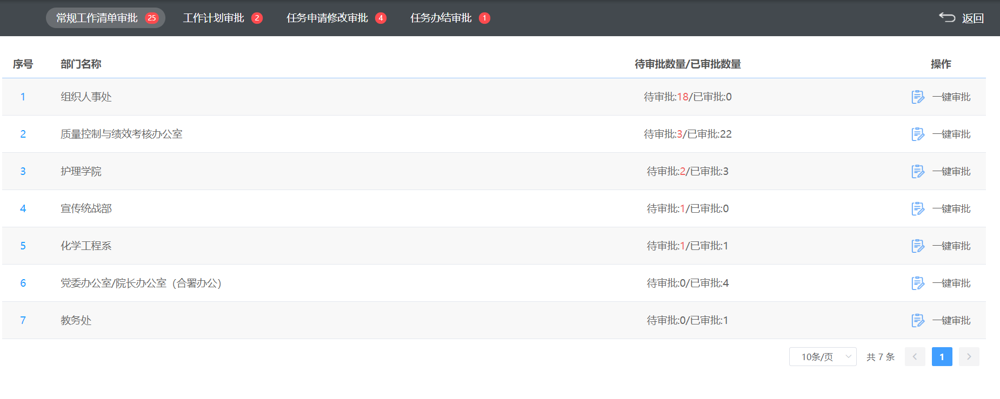 常规工作清单审批 25 工作计划审批 2 任务申请修改审批 4 任务办结审批 1 返回
序号 部门名称 待审批数量/已审批数量 操作
1 组织人事处 待审批:18/已审批:0 一键审批
2 质量控制与绩效考核办公室 待审批:3/已审批:22 一键审批
3 护理学院 待审批:2/已审批:3 一键审批
4 宣传统战部 待审批:1/已审批:0 一键审批
5 化学工程系 待审批:1/已审批:1 一键审批
6 党委办公室/院长办公室（合署办公） 待审批:0/已审批:4 一键审批
7 教务处 待审批:0/已审批:1 一键审批
10条/页 共 7 条 1